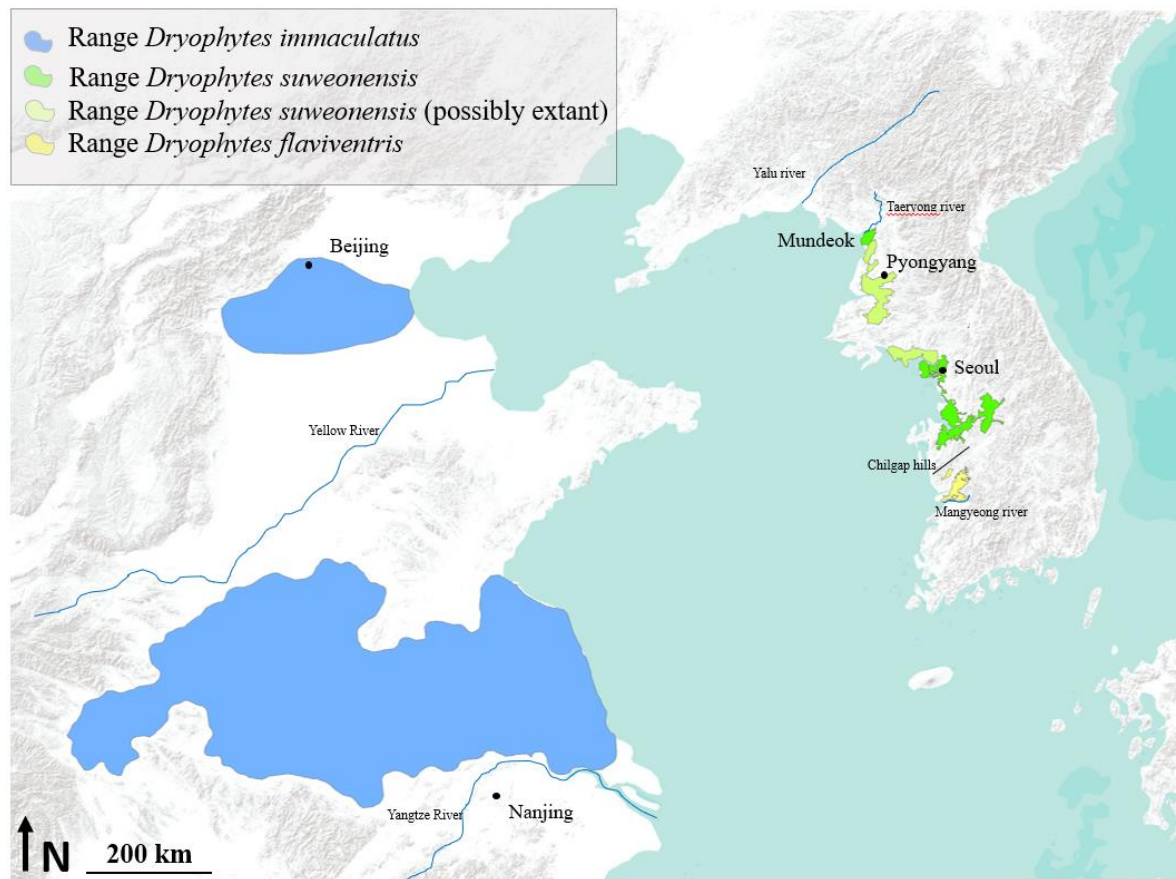 Range Dryophytes immaculatus
Range Dryophytes suweonensis
Range Dryophytes suweonensis (possibly extant)
Range Dryophytes flaviventris
Yalu river
Taeryong river
Mundeok
Beijing
Pyongyang
Seoul
Yellow River
Chilgap hills
Mangyeong river
Yangtze River
Nanjing
N
200 km